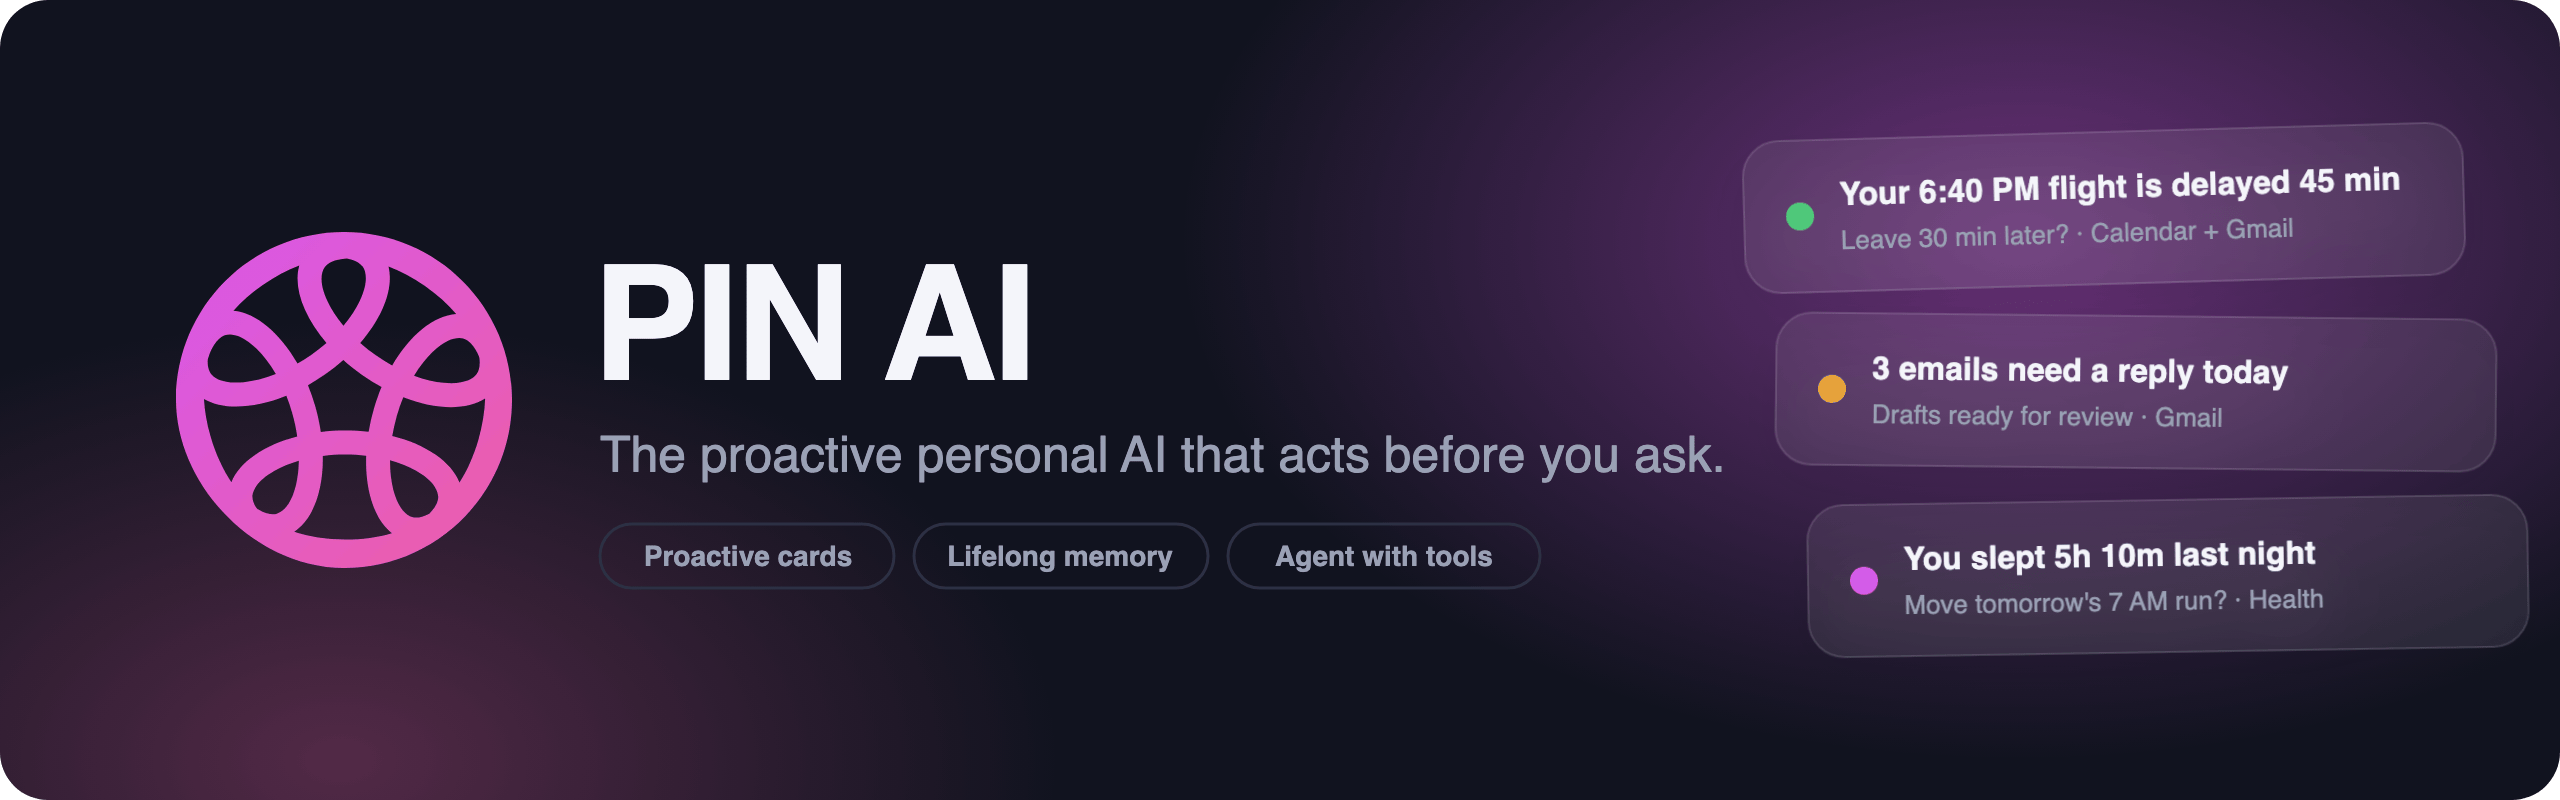 PIN AI
The proactive personal AI that acts before you ask.
Proactive cards
Lifelong memory
Agent with tools
Your 6:40 PM flight is delayed 45 min
Leave 30 min later? · Calendar + Gmail
3 emails need a reply today
Drafts ready for review · Gmail
You slept 5h 10m last night
Move tomorrow's 7 AM run? · Health